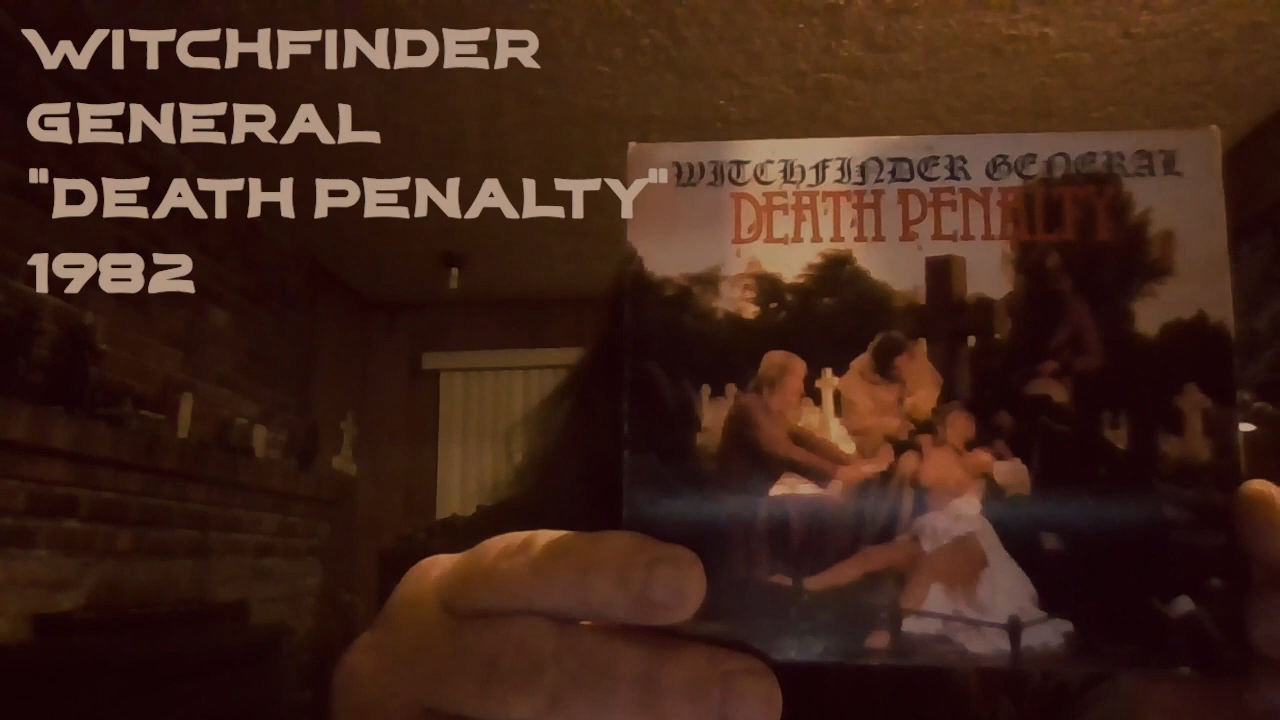 WITCHFINDER
GENERAL
"DEATH PENALTY"
1982
WITCHFINDER GENERAL
DEATH PENALTY